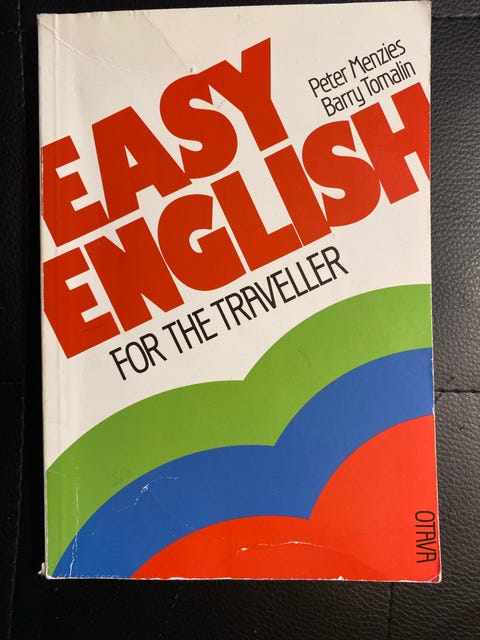 Peter Menzies
Barry Tomalin
EASY
ENGLISH
FOR THE TRAVELLER
OTAVA